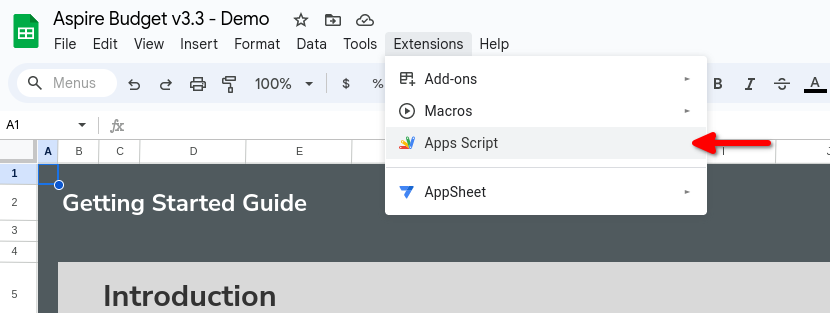 Aspire Budget v3.3 - Demo
File Edit View Insert Format Data Tools Extensions Help
Menus 100% $ % B I S A
Add-ons
Macros
Apps Script
AppSheet
A1 fx
A B C D E
1
2 Getting Started Guide
3
4
5 Introduction